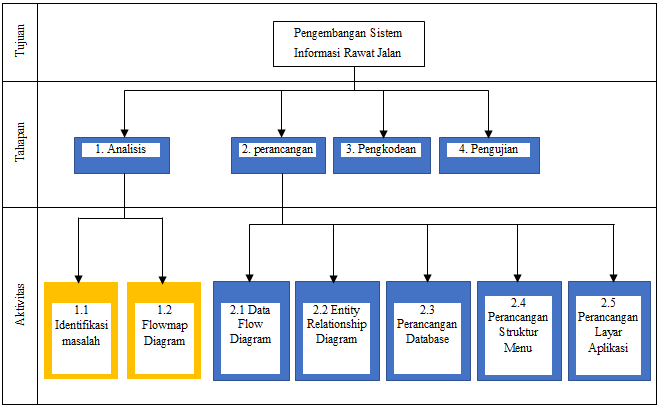 Tujuan
Pengembangan Sistem
Informasi Rawat Jalan
Tahapan
1. Analisis
2. perancangan
3. Pengkodean
4. Pengujian
Aktivitas
1.1
Identifikasi
masalah
1.2
Flowmap
Diagram
2.1 Data
Flow
Diagram
2.2 Entity
Relationship
Diagram
2.3
Perancangan
Database
2.4
Perancangan
Struktur
Menu
2.5
Perancangan
Layar
Aplikasi